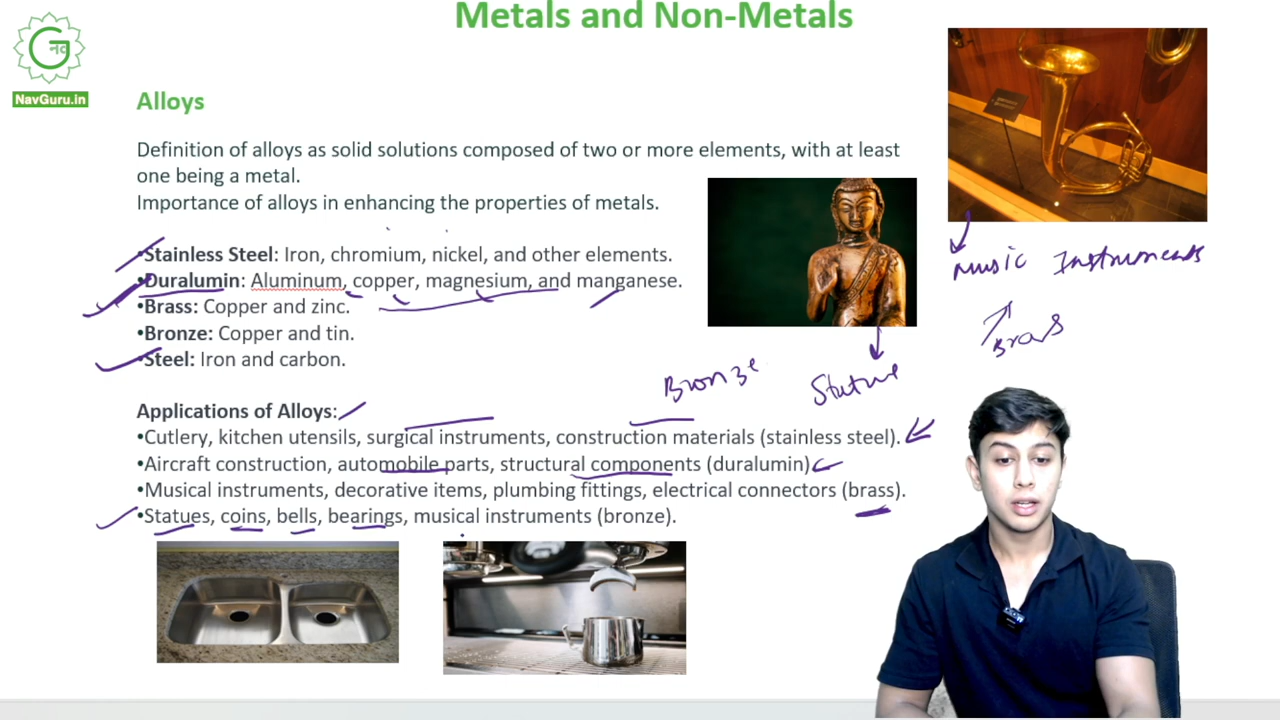 Metals and Non-Metals
नव
NavGuru.in
Alloys
Definition of alloys as solid solutions composed of two or more elements, with at least
one being a metal.
Importance of alloys in enhancing the properties of metals.
•Stainless Steel: Iron, chromium, nickel, and other elements.
•Duralumin: Aluminum, copper, magnesium, and manganese.
•Brass: Copper and zinc.
•Bronze: Copper and tin.
•Steel: Iron and carbon.
Music Instruments
Bras
Bronze
Statue
Applications of Alloys:
•Cutlery, kitchen utensils, surgical instruments, construction materials (stainless steel).
•Aircraft construction, automobile parts, structural components (duralumin)
•Musical instruments, decorative items, plumbing fittings, electrical connectors (brass).
•Statues, coins, bells, bearings, musical instruments (bronze).